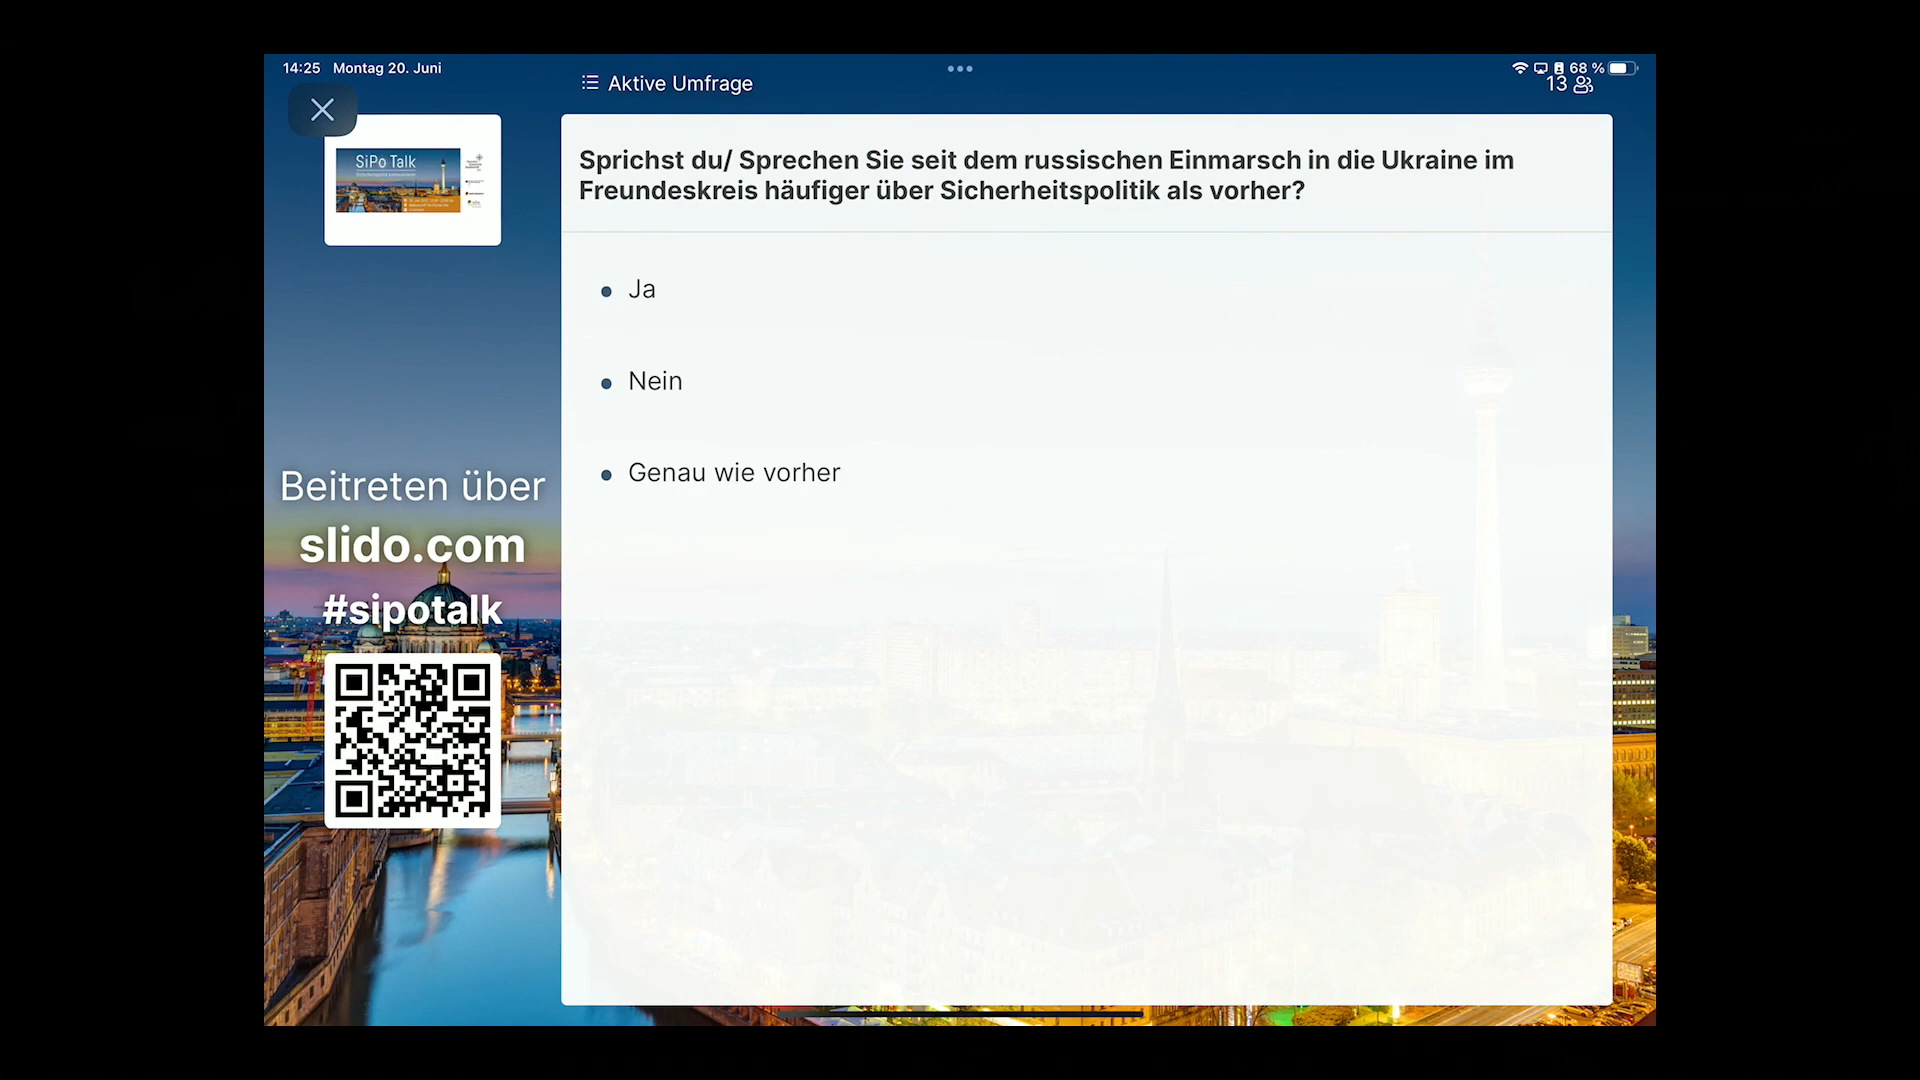 14:25 Montag 20. Juni
68 %
Aktive Umfrage
13
SiPo Talk
Sprichst du/ Sprechen Sie seit dem russischen Einmarsch in die Ukraine im
Freundeskreis häufiger über Sicherheitspolitik als vorher?
Ja
Nein
Genau wie vorher
Beitreten über
slido.com
#sipotalk